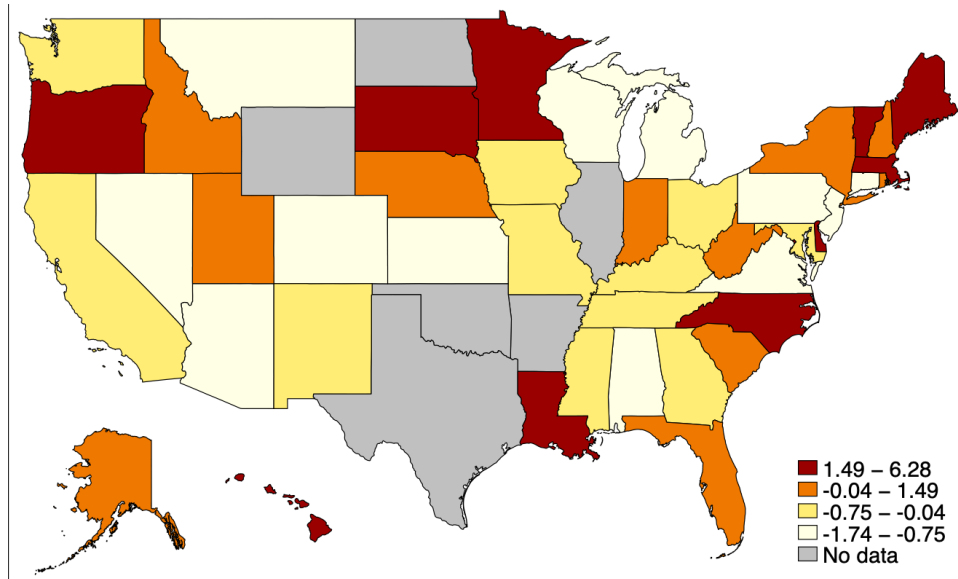 1.49 – 6.28
-0.04 – 1.49
-0.75 – -0.04
-1.74 – -0.75
No data